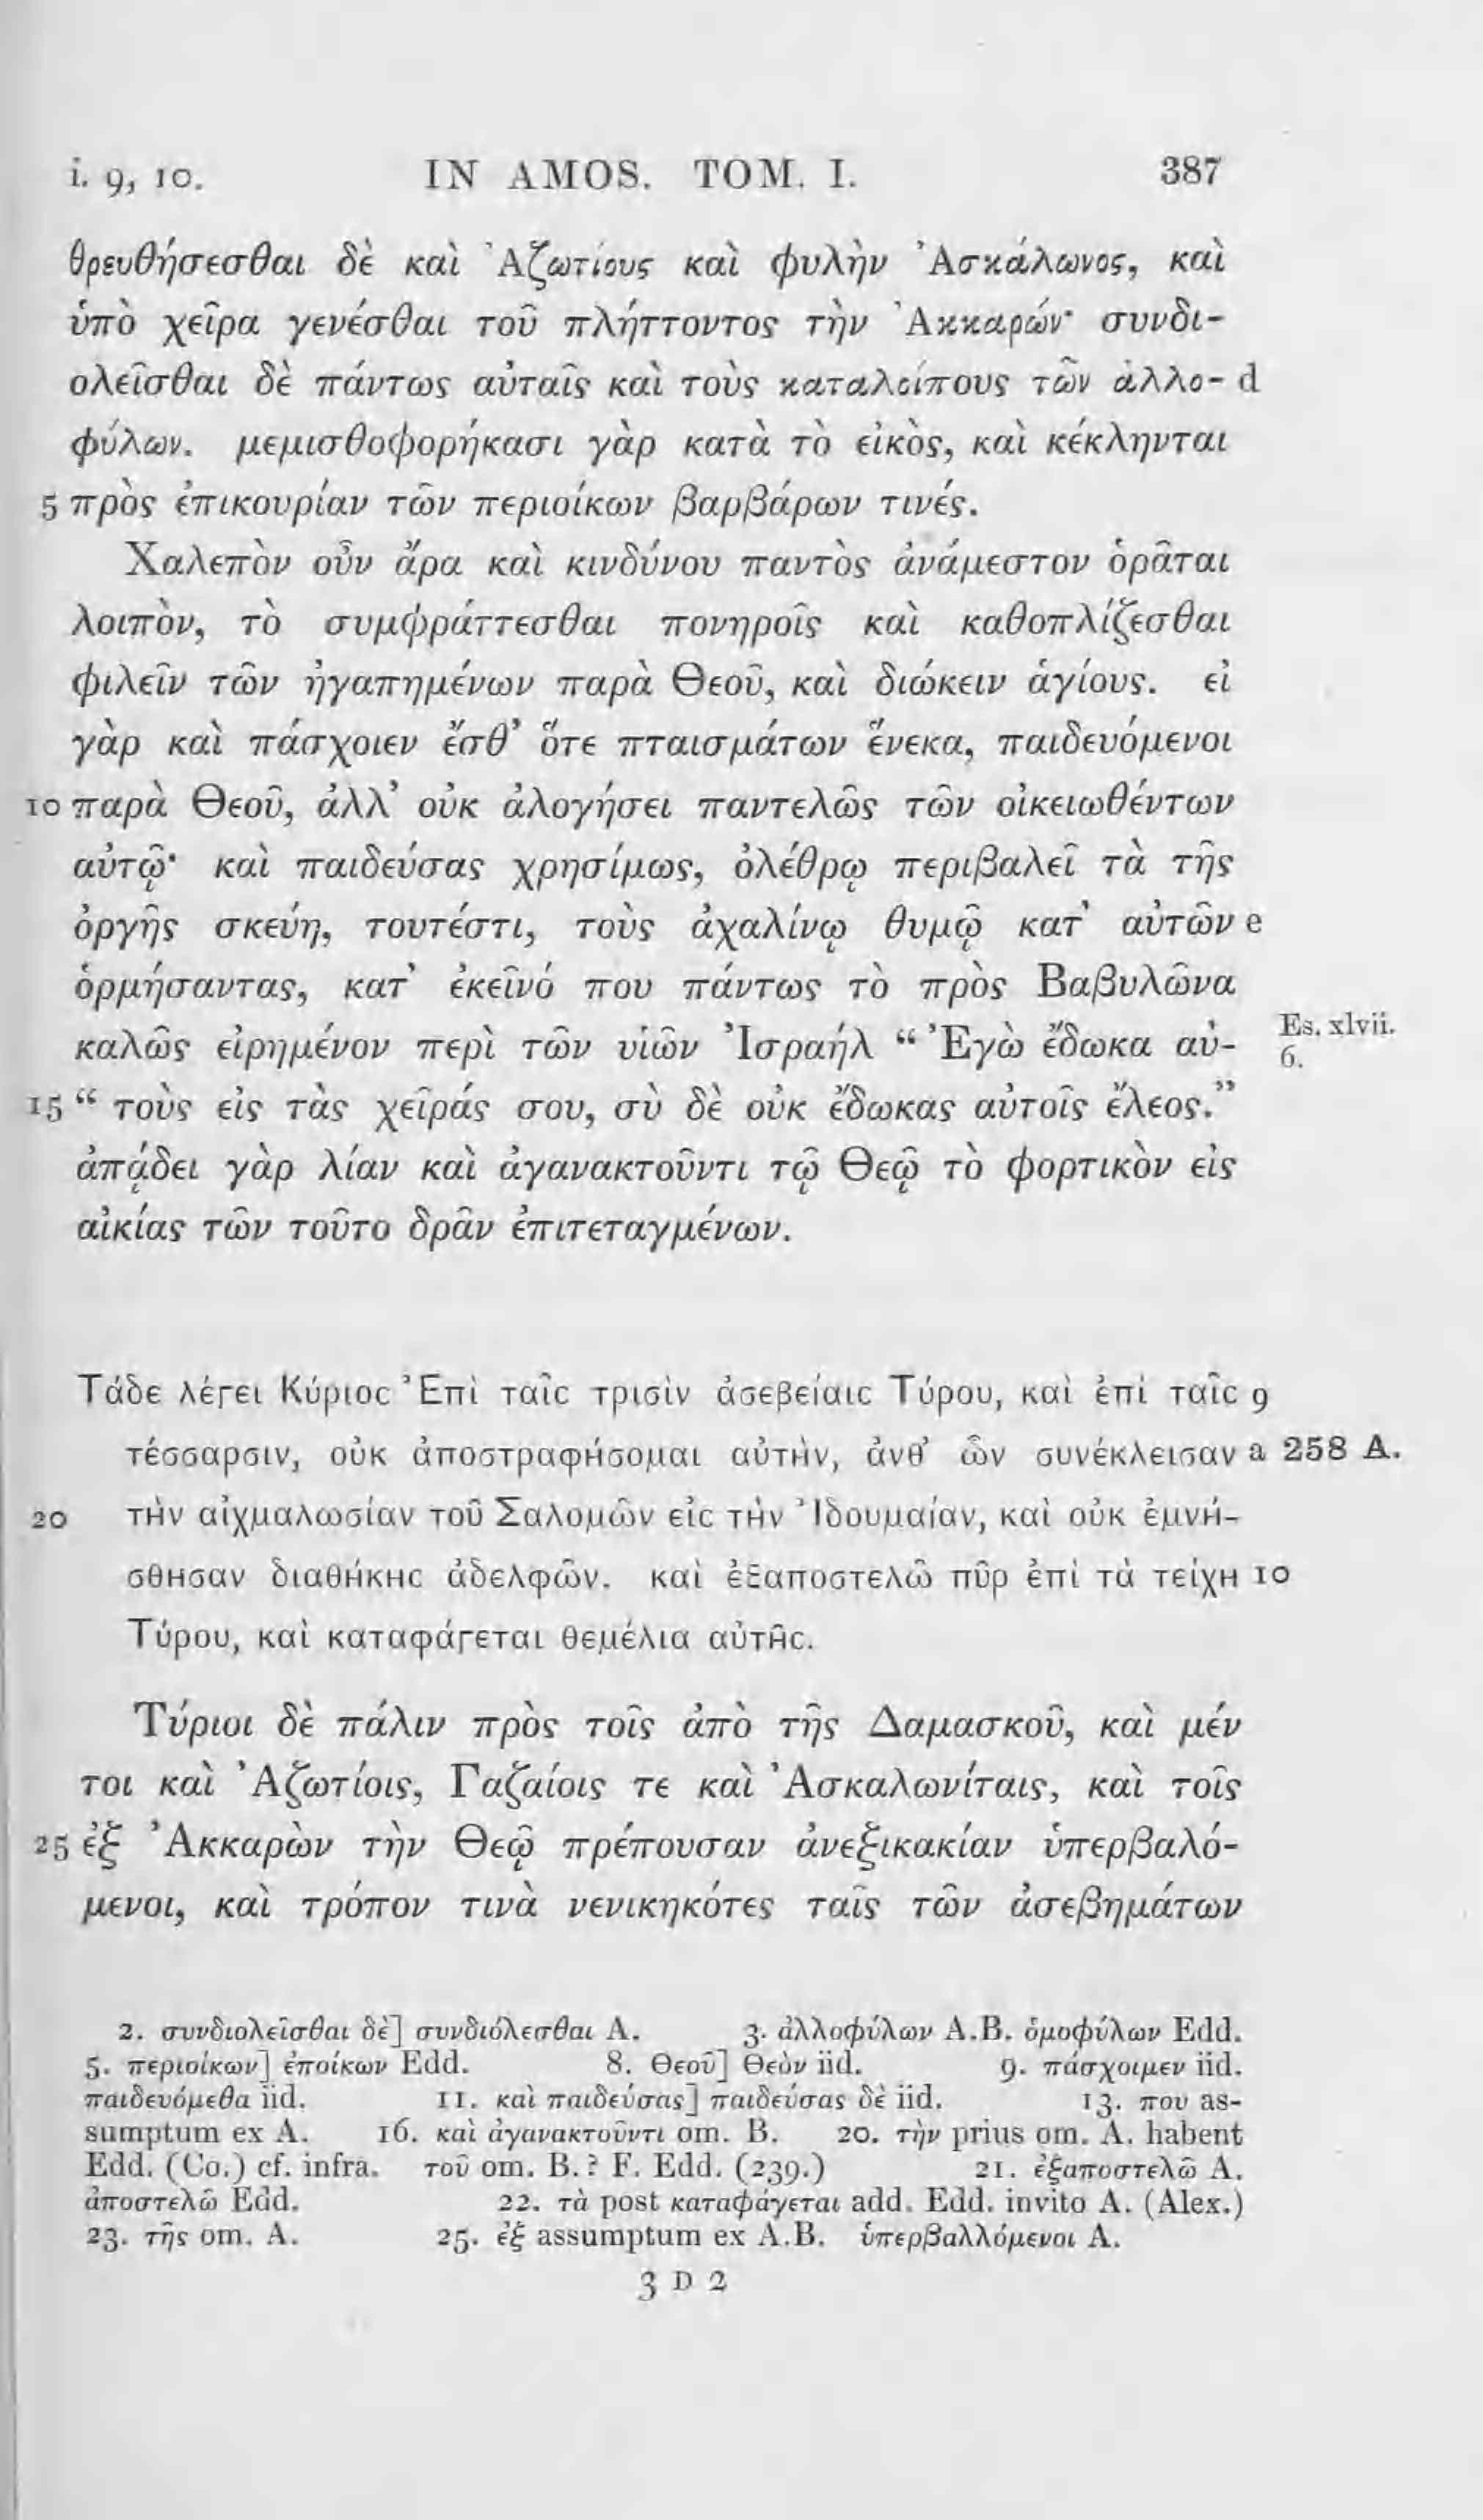 i. 9, 10. IN AMOS. TOM. I. 387
θρευθήσεσθαι δὲ καὶ Ἀζωτίους καὶ φυλὴν Ἀσκάλωνος, καὶ
ὑπὸ χεῖρα γενέσθαι τοῦ πλήττοντος τὴν Ἀκκαρών· συνδι-
ολεῖσθαι δὲ πάντως αὐταῖς καὶ τοὺς καταλοίπους τῶν ἀλλο- d
φύλων. μεμισθοφορήκασι γὰρ κατὰ τὸ εἰκὸς, καὶ κέκληνται
5 πρὸς ἐπικουρίαν τῶν περιοίκων βαρβάρων τινές.
Χαλεπὸν οὖν ἄρα καὶ κινδύνου παντὸς ἀνάμεστον ὁρᾶται
λοιπὸν, τὸ συμφράττεσθαι πονηροῖς καὶ καθοπλίζεσθαι
φιλεῖν τῶν ἠγαπημένων παρὰ Θεοῦ, καὶ διώκειν ἁγίους. εἰ
γὰρ καὶ πάσχοιεν ἔσθ' ὅτε πταισμάτων ἕνεκα, παιδευόμενοι
10 παρὰ Θεοῦ, ἀλλ' οὐκ ἀλογήσει παντελῶς τῶν οἰκειωθέντων
αὐτῷ· καὶ παιδεύσας χρησίμως, ὀλέθρῳ περιβαλεῖ τὰ τῆς
ὀργῆς σκεύη, τουτέστι, τοὺς ἀχαλίνῳ θυμῷ κατ' αὐτῶν e
ὁρμήσαντας, κατ' ἐκεῖνό που πάντως τὸ πρὸς Βαβυλῶνα
καλῶς εἰρημένον περὶ τῶν υἱῶν Ἰσραήλ “ Ἐγὼ ἔδωκα αὐ- Es. xlvii. 6.
15 “ τοὺς εἰς τὰς χεῖράς σου, σὺ δὲ οὐκ ἔδωκας αὐτοῖς ἔλεος.”
ἀπᾴδει γὰρ λίαν καὶ ἀγανακτοῦντι τῷ Θεῷ τὸ φορτικὸν εἰς
αἰκίας τῶν τοῦτο δρᾶν ἐπιτεταγμένων.
Τάδε λέγει Κύριος Ἐπὶ ταῖς τρισὶν ἀσεβείαις Τύρου, καὶ ἐπὶ ταῖς 9
τέσσαρσιν, οὐκ ἀποστραφήσομαι αὐτὴν, ἀνθ' ὧν συνέκλεισαν a 258 A.
20 τὴν αἰχμαλωσίαν τοῦ Σαλομῶν εἰς τὴν Ἰδουμαίαν, καὶ οὐκ ἐμνή-
σθησαν διαθήκης ἀδελφῶν. καὶ ἐξαποστελῶ πῦρ ἐπὶ τὰ τείχη 10
Τύρου, καὶ καταφάγεται θεμέλια αὐτῆς.
Τύριοι δὲ πάλιν πρὸς τοῖς ἀπὸ τῆς Δαμασκοῦ, καὶ μέν
τοι καὶ Ἀζωτίοις, Γαζαίοις τε καὶ Ἀσκαλωνίταις, καὶ τοῖς
25 ἐξ Ἀκκαρὼν τὴν Θεῷ πρέπουσαν ἀνεξικακίαν ὑπερβαλό-
μενοι, καὶ τρόπον τινὰ νενικηκότες ταῖς τῶν ἀσεβημάτων
2. συνδιολεῖσθαι δὲ] συνδιόλεσθαι A. 3. ἀλλοφύλων A.B. ὁμοφύλων Edd.
5. περιοίκων] ἐποίκων Edd. 8. Θεοῦ] Θεὸν iid. 9. πάσχοιμεν iid.
παιδευόμεθα iid. 11. καὶ παιδεύσας] παιδεύσας δὲ iid. 13. που as-
sumptum ex A. 16. καὶ ἀγανακτοῦντι om. B. 20. τὴν prius om. A. habent
Edd. (Co.) cf. infra. τοῦ om. B.? F. Edd. (239.) 21. ἐξαποστελῶ A.
ἀποστελῶ Edd. 22. τὰ post καταφάγεται add. Edd. invito A. (Alex.)
23. τῆς om. A. 25. ἐξ assumptum ex A.B. ὑπερβαλλόμενοι A.
3 D 2